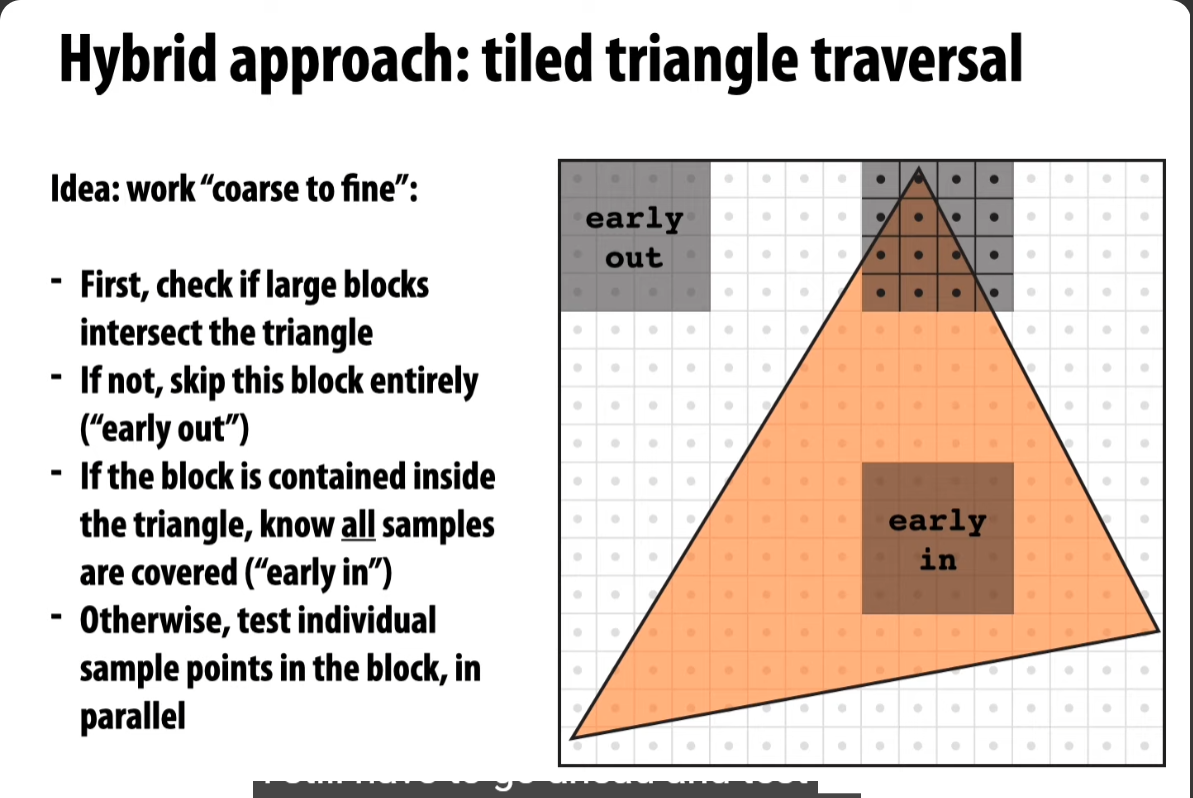 Hybrid approach: tiled triangle traversal
Idea: work “coarse to fine”:
- First, check if large blocks
intersect the triangle
- If not, skip this block entirely
(“early out”)
- If the block is contained inside
the triangle, know all samples
are covered (“early in”)
- Otherwise, test individual
sample points in the block, in
parallel
early
out
early
in